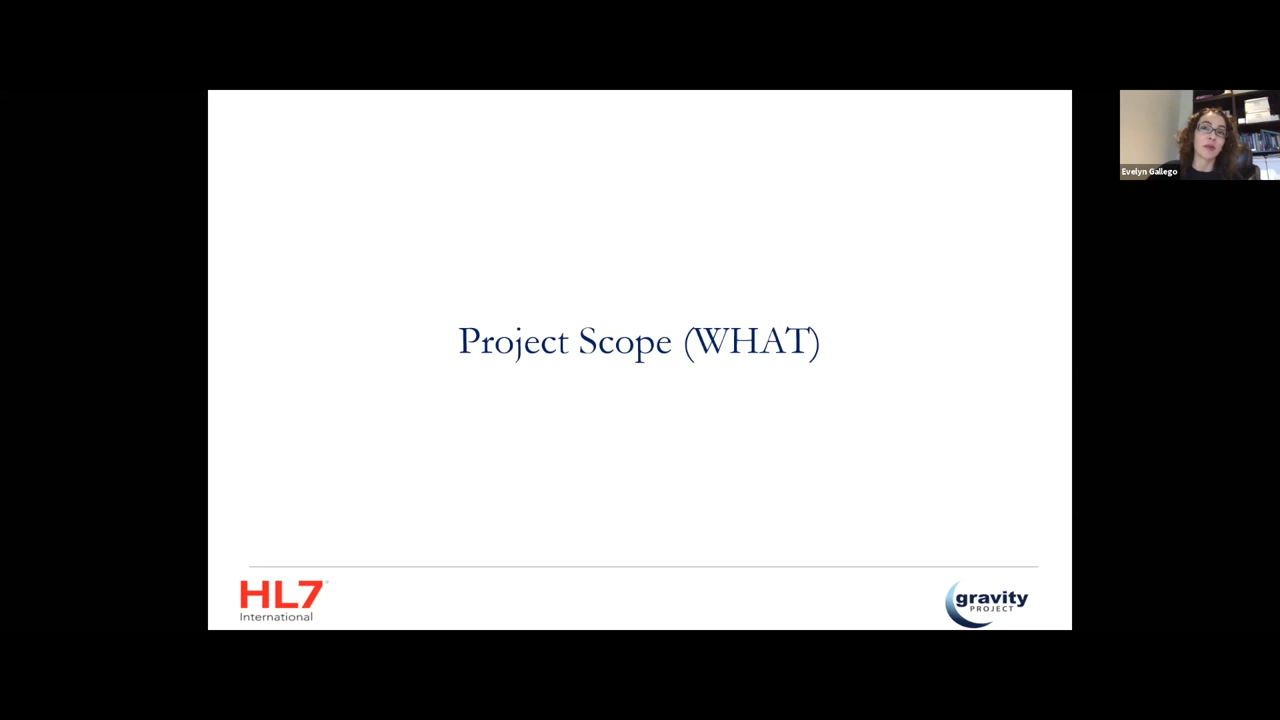 Evelyn Gallego
Project Scope (WHAT)
HL7®
International
gravity
PROJECT